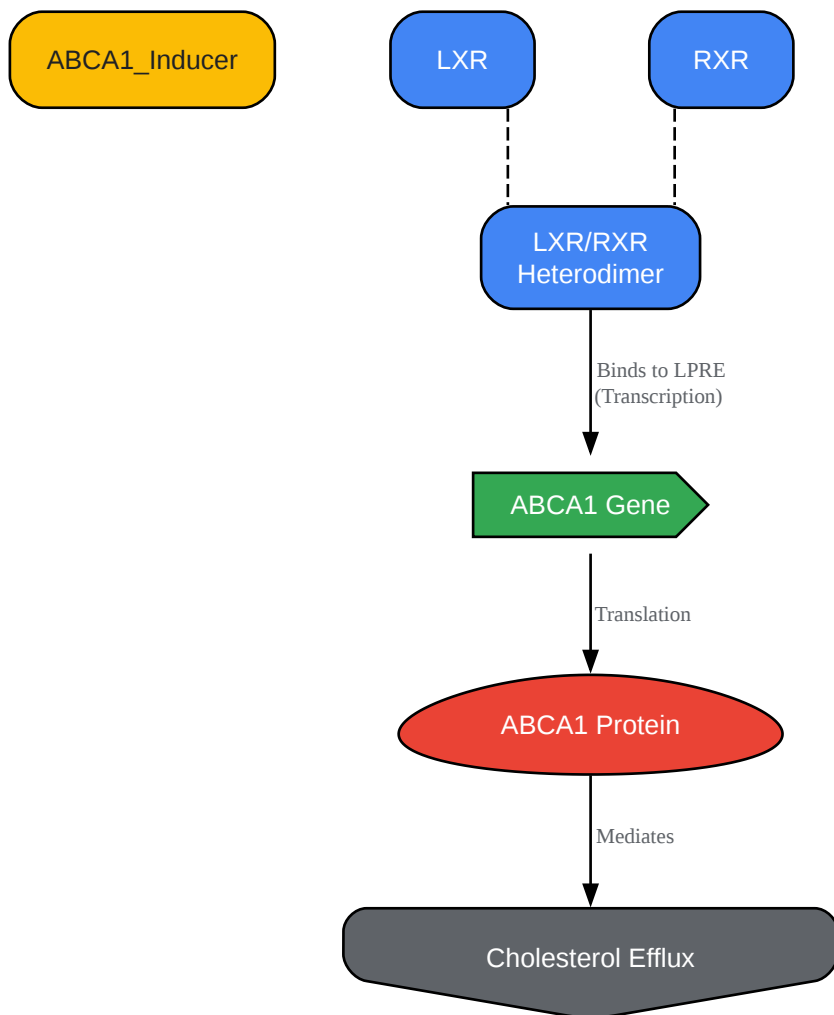 ABCA1_Inducer
LXR
RXR
LXR/RXR
Heterodimer
Binds to LPRE
(Transcription)
ABCA1 Gene
Translation
ABCA1 Protein
Mediates
Cholesterol Efflux